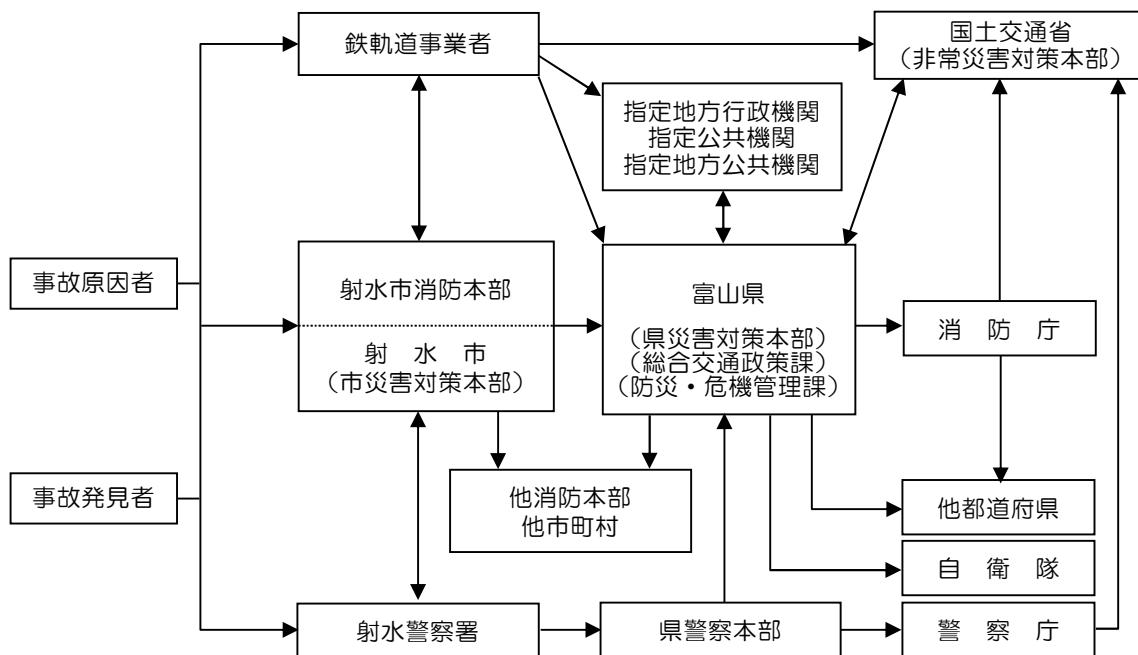 鉄軌道事業者
国土交通省
（非常災害対策本部）
指定地方行政機関
指定公共機関
指定地方公共機関
事故原因者
射水市消防本部
射　水　市
（市災害対策本部）
富山県
（県災害対策本部）
（総合交通政策課）
（防災・危機管理課）
消　防　庁
事故発見者
他消防本部
他市町村
他都道府県
自　衛　隊
射水警察署
県警察本部
警　察　庁